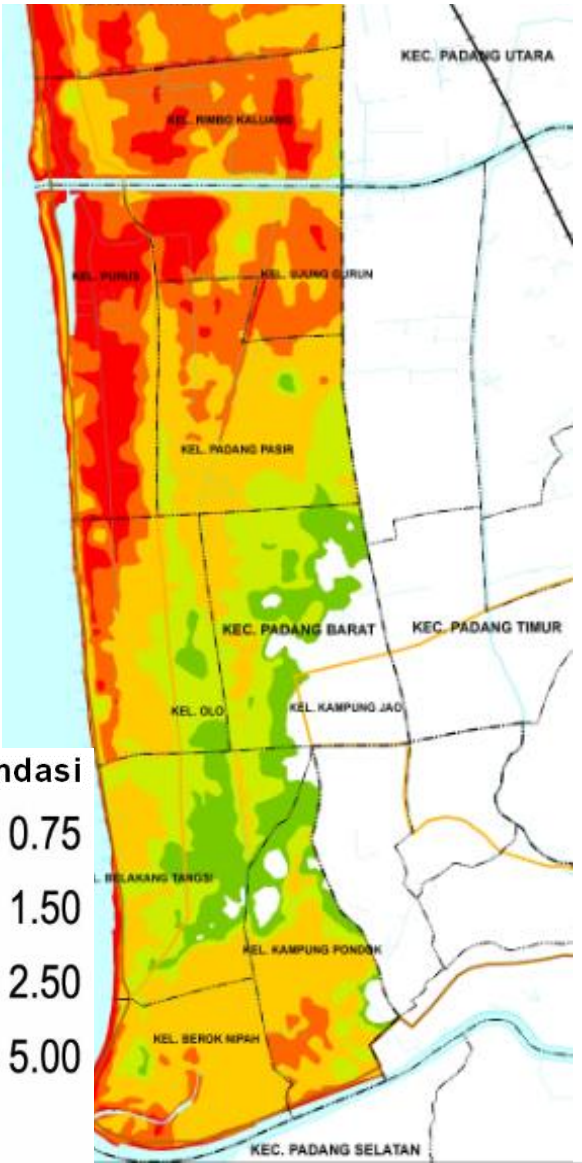 KEC. PADANG UTARA
KEL. RIMBO KALUANG
KEL. PURUS
KEL. UJUNG GURUN
KEL. PADANG PASIR
KEC. PADANG BARAT
KEC. PADANG TIMUR
KEL. OLO
KEL. KAMPUNG JAO
ndasi
0.75
1.50
2.50
5.00
BELAKANG TANGSI
KEL. KAMPUNG PONDOK
KEL. BEROK NIPAH
KEC. PADANG SELATAN